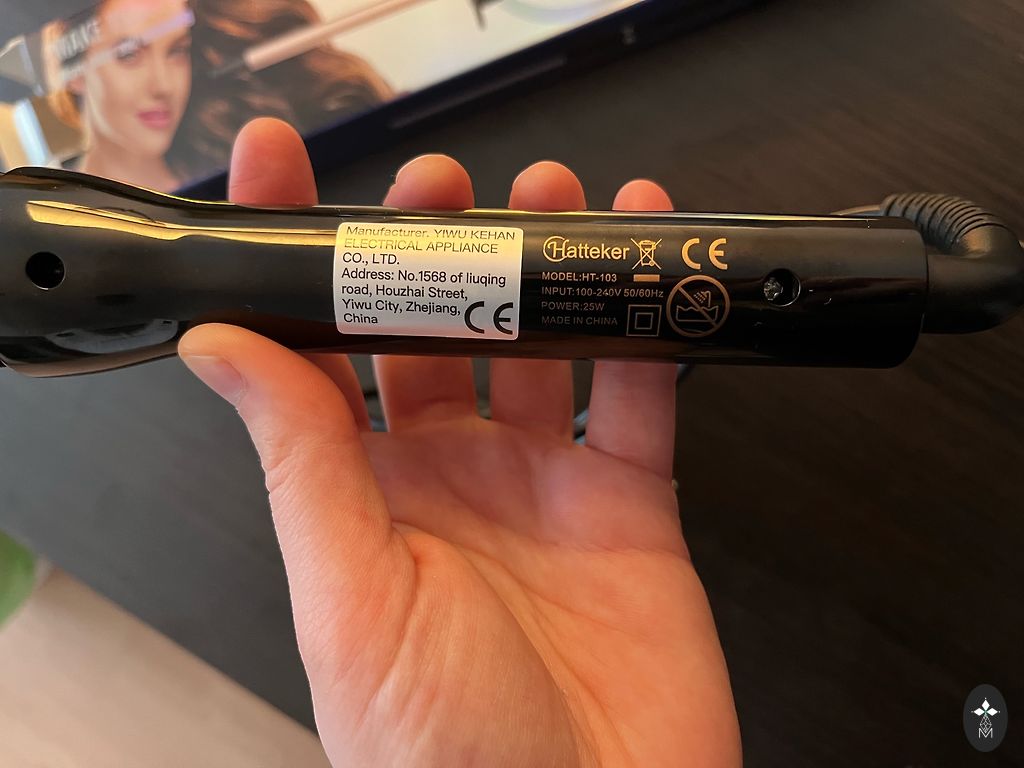 MAKE
Manufacturer. YIWU KEHAN
ELECTRICAL APPLIANCE
CO., LTD.
Address: No.1568 of liuqing
road, Houzhai Street,
Yiwu City, Zhejiang,
China
CE
Hatteker
CE
MODEL:HT-103
INPUT:100-240V 50/60Hz
POWER:25W
MADE IN CHINA
M